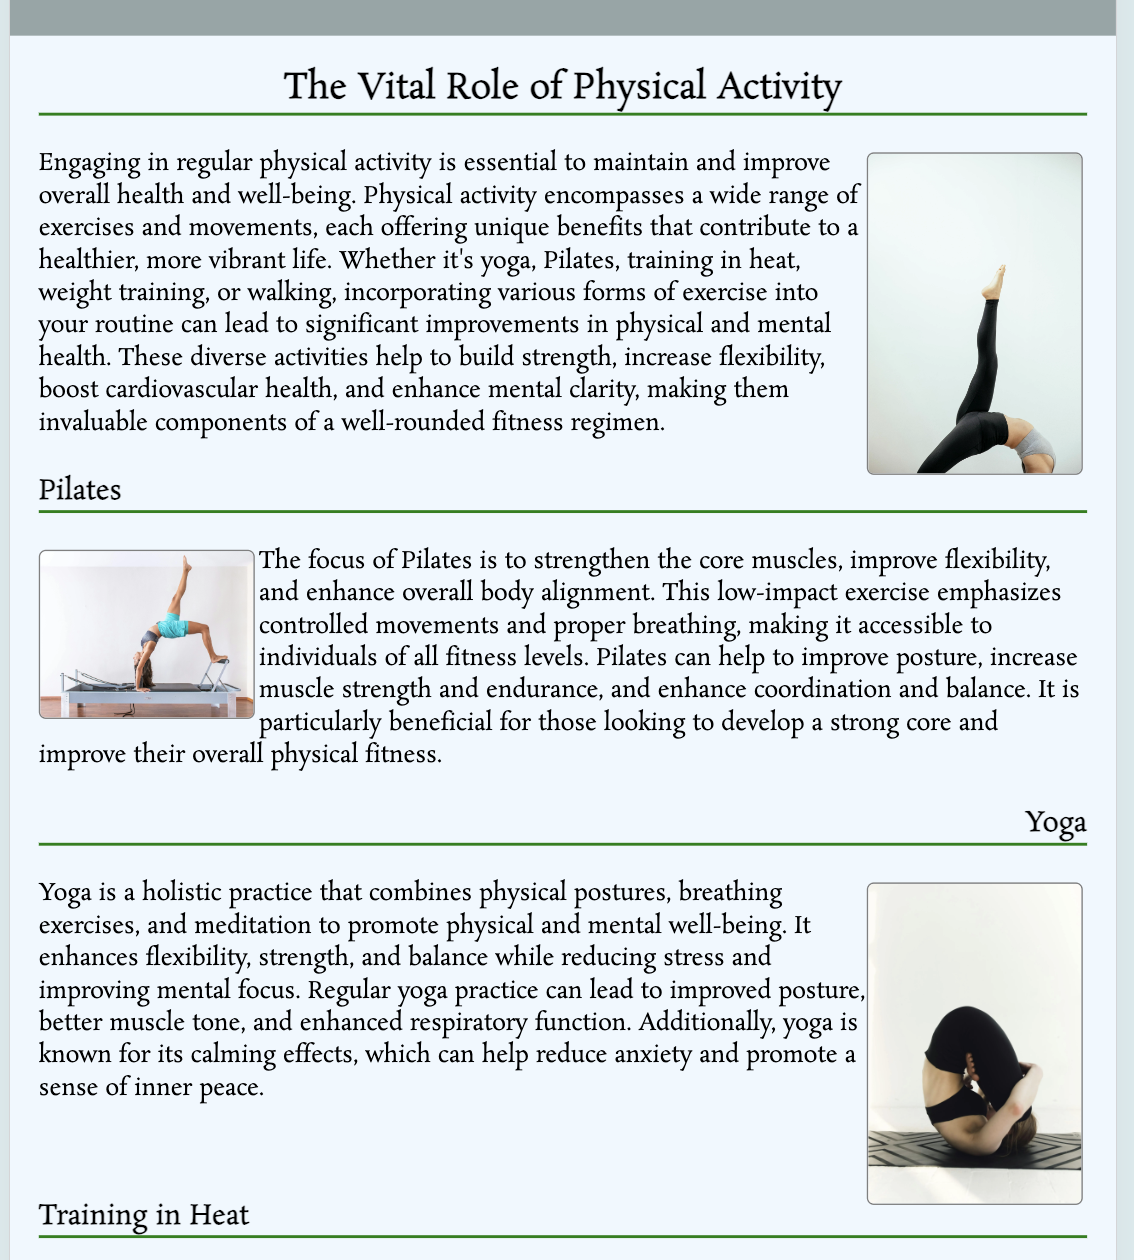 The Vital Role of Physical Activity
Engaging in regular physical activity is essential to maintain and improve
overall health and well-being. Physical activity encompasses a wide range of
exercises and movements, each offering unique benefits that contribute to a
healthier, more vibrant life. Whether it's yoga, Pilates, training in heat,
weight training, or walking, incorporating various forms of exercise into
your routine can lead to significant improvements in physical and mental
health. These diverse activities help to build strength, increase flexibility,
boost cardiovascular health, and enhance mental clarity, making them
invaluable components of a well-rounded fitness regimen.
Pilates
The focus of Pilates is to strengthen the core muscles, improve flexibility,
and enhance overall body alignment. This low-impact exercise emphasizes
controlled movements and proper breathing, making it accessible to
individuals of all fitness levels. Pilates can help to improve posture, increase
muscle strength and endurance, and enhance coordination and balance. It is
particularly beneficial for those looking to develop a strong core and
improve their overall physical fitness.
Yoga
Yoga is a holistic practice that combines physical postures, breathing
exercises, and meditation to promote physical and mental well-being. It
enhances flexibility, strength, and balance while reducing stress and
improving mental focus. Regular yoga practice can lead to improved posture,
better muscle tone, and enhanced respiratory function. Additionally, yoga is
known for its calming effects, which can help reduce anxiety and promote a
sense of inner peace.
Training in Heat